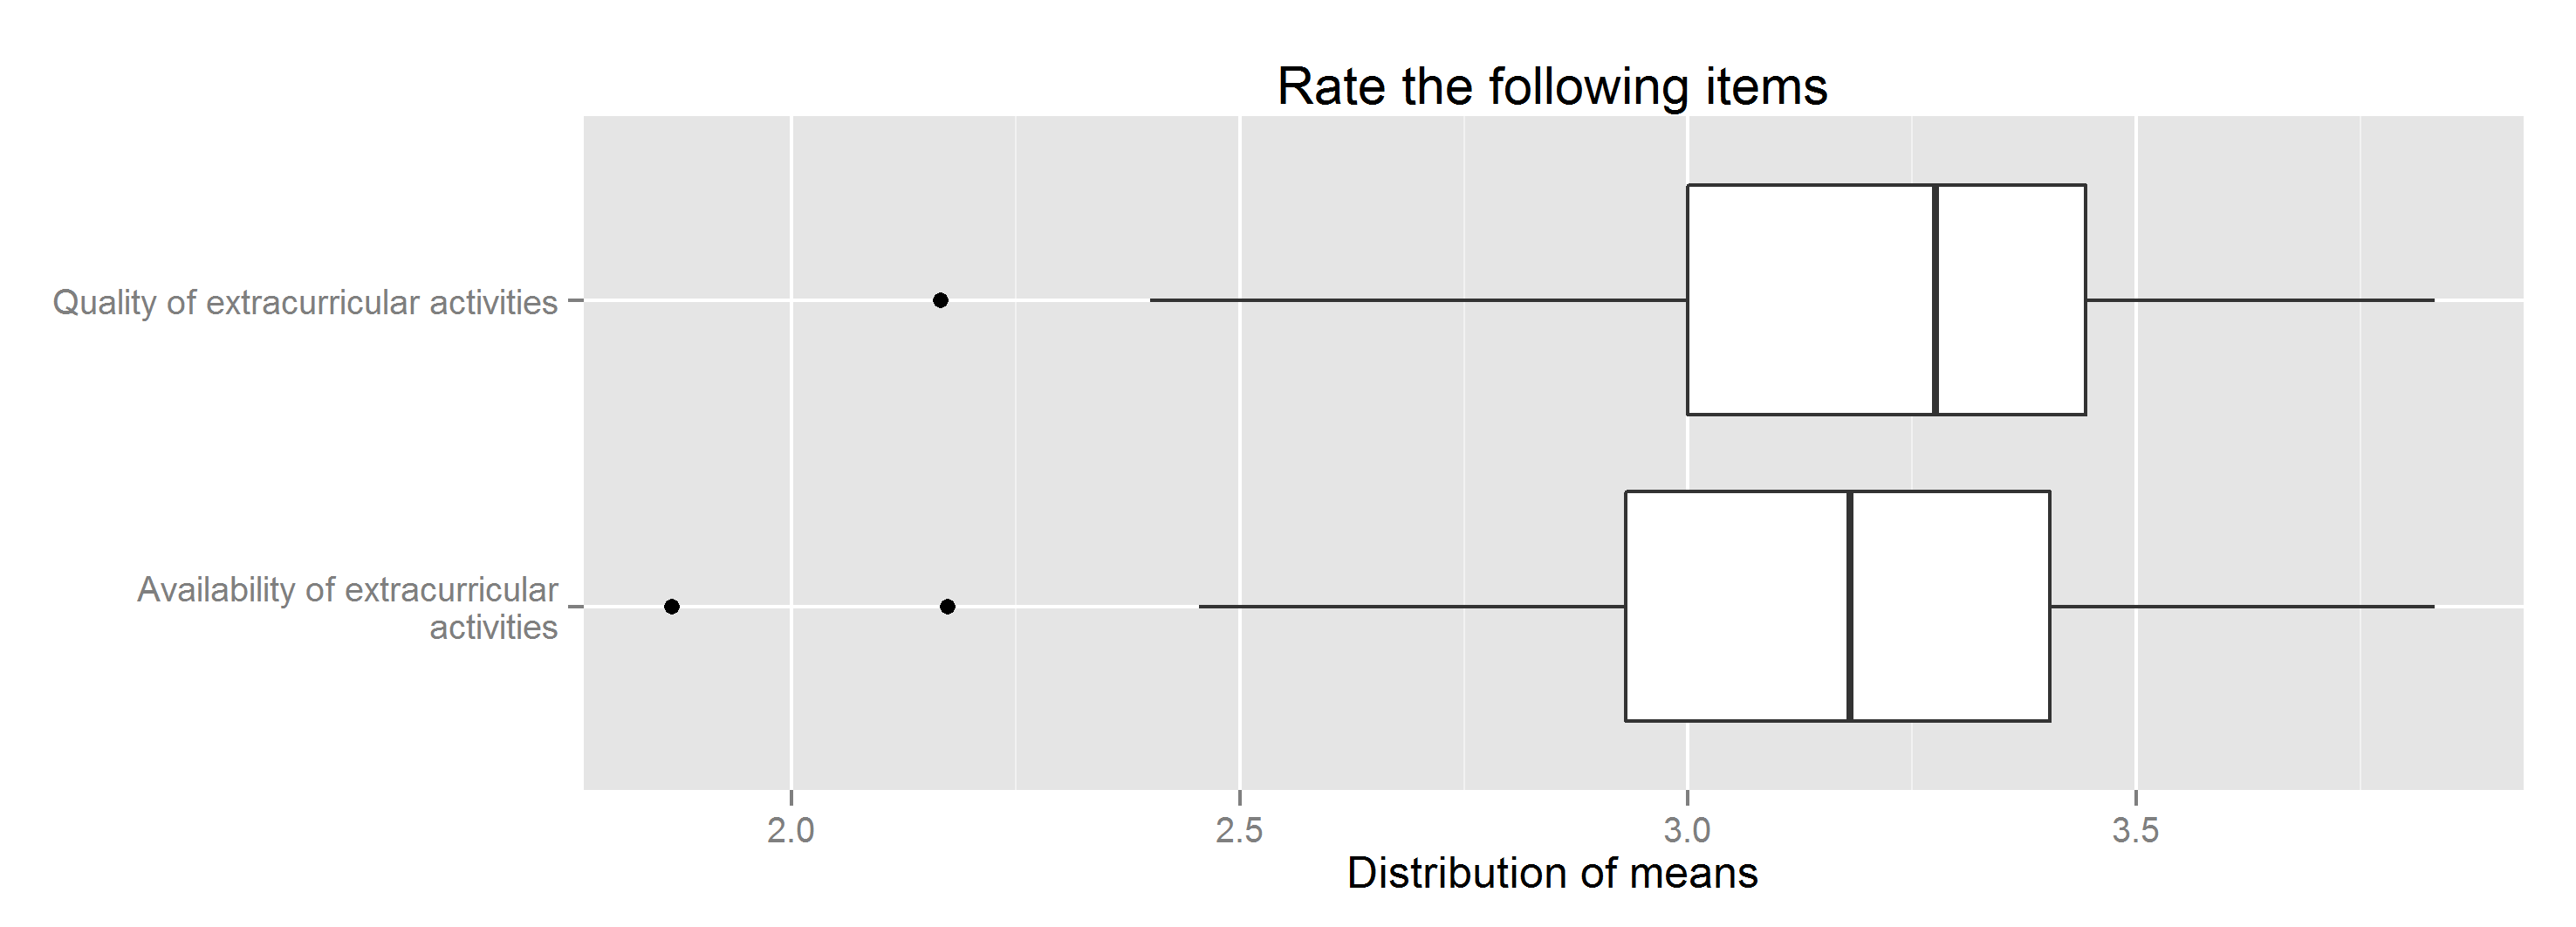 Rate the following items
Quality of extracurricular activities
Availability of extracurricular
activities
2.0 2.5 3.0 3.5
Distribution of means